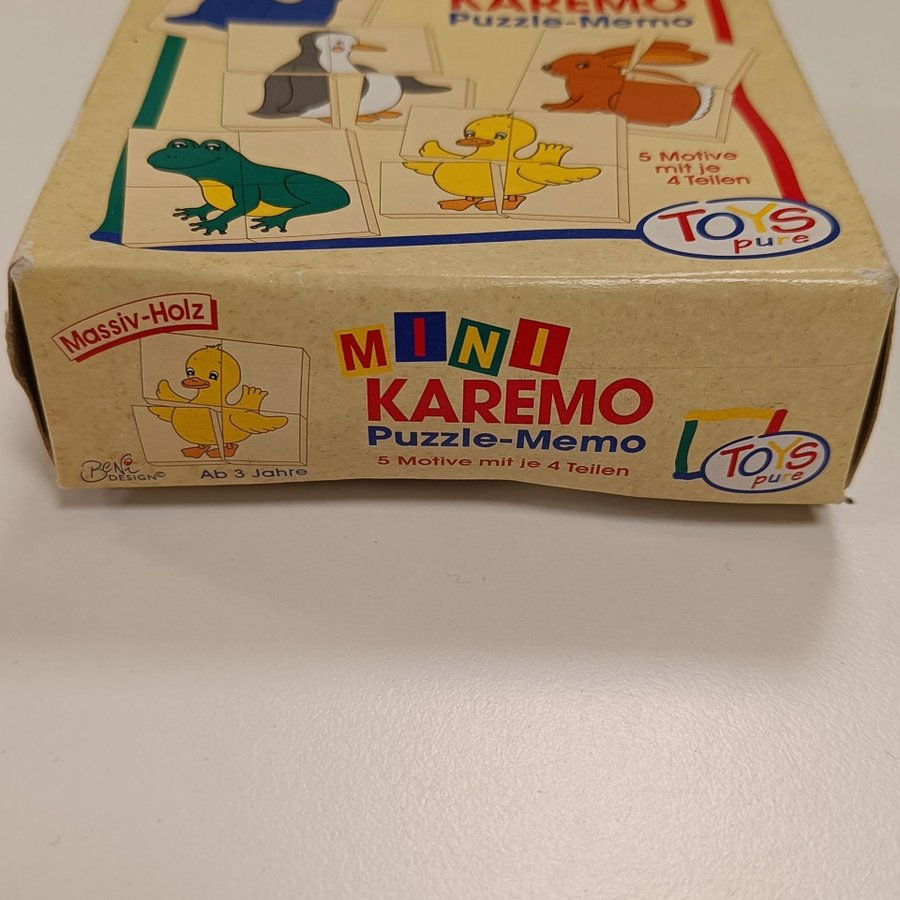 KAREMO
Puzzle-Memo
5 Motive
mit je
4 Teilen
TOYS
pure
Massiv-Holz
MINI
KAREMO
Puzzle-Memo
5 Motive mit je 4 Teilen
Ab 3 Jahre
DESIGN©
TOYS
pure